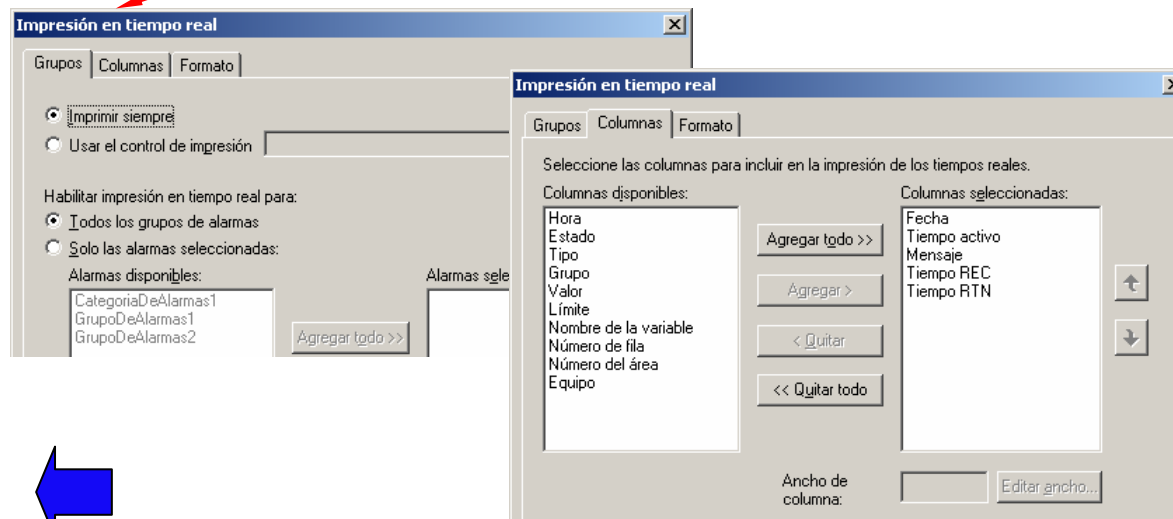 Impresión en tiempo real
Grupos Columnas Formato
Imprimir siempre
Usar el control de impresión
Habilitar impresión en tiempo real para:
Todos los grupos de alarmas
Solo las alarmas seleccionadas:
Alarmas disponibles: Alarmas sele
CategoriaDeAlarmas1
GrupoDeAlarmas1
GrupoDeAlarmas2
Agregar todo >>
Impresión en tiempo real
Grupos Columnas Formato
Seleccione las columnas para incluir en la impresión de los tiempos reales.
Columnas disponibles:
Hora
Estado
Tipo
Grupo
Valor
Límite
Nombre de la variable
Número de fila
Número del área
Equipo
Agregar todo >>
Agregar >
< Quitar
<< Quitar todo
Columnas seleccionadas:
Fecha
Tiempo activo
Mensaje
Tiempo REC
Tiempo RTN
Ancho de
columna:
Editar ancho...